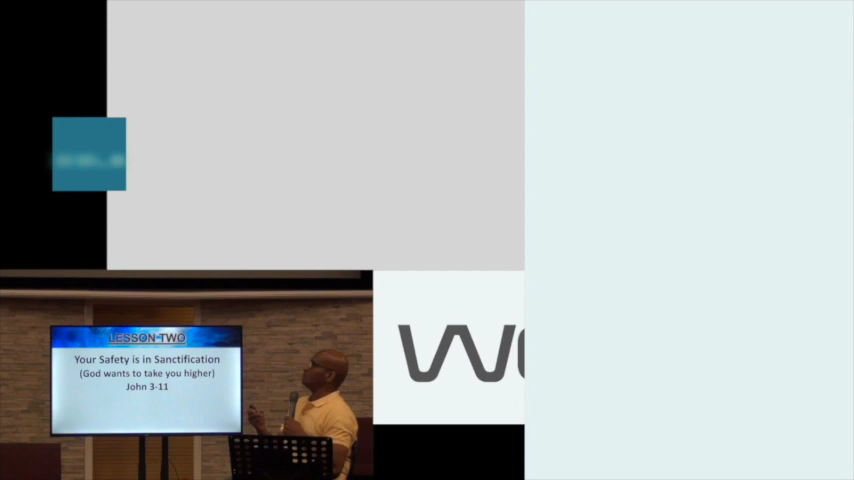 LESSON TWO
Your Safety is in Sanctification
(God wants to take you higher)
John 3-11